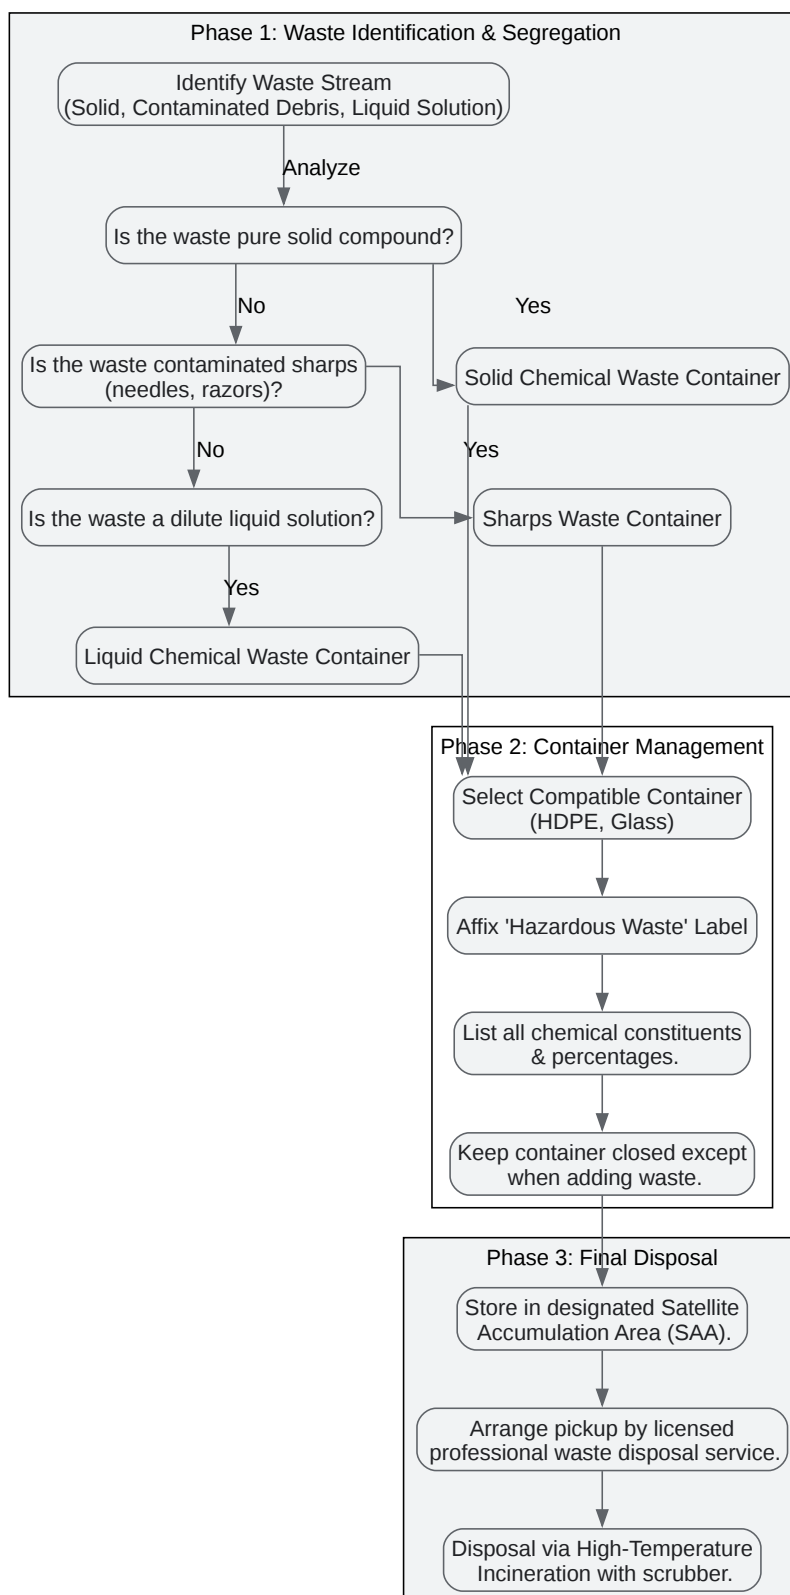 Phase 1: Waste Identification & Segregation
Identify Waste Stream
(Solid, Contaminated Debris, Liquid Solution)
Analyze
Is the waste pure solid compound?
No
Yes
Is the waste contaminated sharps
(needles, razors)?
Solid Chemical Waste Container
No
Yes
Is the waste a dilute liquid solution?
Sharps Waste Container
Yes
Liquid Chemical Waste Container
Phase 2: Container Management
Select Compatible Container
(HDPE, Glass)
Affix 'Hazardous Waste' Label
List all chemical constituents
& percentages.
Keep container closed except
when adding waste.
Phase 3: Final Disposal
Store in designated Satellite
Accumulation Area (SAA).
Arrange pickup by licensed
professional waste disposal service.
Disposal via High-Temperature
Incineration with scrubber.